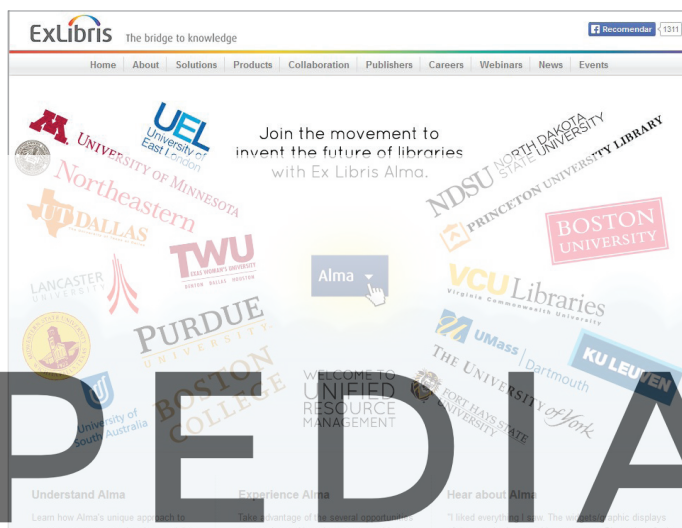 ExLibris The bridge to knowledge
Recomendar 1311
Home About Solutions Products Collaboration Publishers Careers Webinars News Events
Join the movement to
invent the future of libraries
with Ex Libris Alma.
UNIVERSITY OF MINNESOTA
UEL
University of
East London
NDSU NORTH DAKOTA
STATE UNIVERSITY
PRINCETON UNIVERSITY LIBRARY
Northeastern
UT DALLAS
BOSTON
UNIVERSITY
TWU
TEXAS WOMAN'S UNIVERSITY
DENTON DALLAS HOUSTON
LANCASTER
UNIVERSITY
Alma
VCU Libraries
Virginia Commonwealth University
PURDUE
UNIVERSITY
UMass Dartmouth
KU LEUVEN
THE UNIVERSITY of York
BOSTON
COLLEGE
WELCOME TO
UNIFIED
RESOURCE
MANAGEMENT
FORT HAYS STATE
UNIVERSITY
University of
South Australia
PEDIA
Understand Alma Experience Alma Hear about Alma
Learn how Alma's unique approach to Take advantage of the several opportunities "I liked everything I saw. The widgets/graphic displays